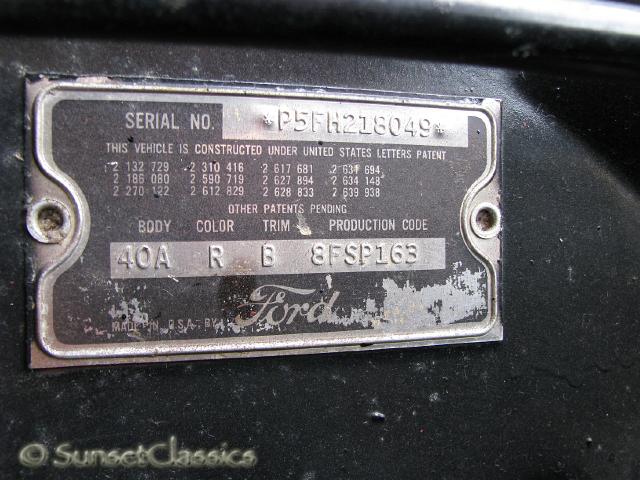 SERIAL NO. *P5FH218049*
THIS VEHICLE IS CONSTRUCTED UNDER UNITED STATES LETTERS PATENT
2 132 729 2 310 416 2 617 681 2 631 694
2 186 080 2 590 719 2 627 894 2 634 148
2 270 122 2 612 829 2 628 833 2 639 938
OTHER PATENTS PENDING
BODY COLOR TRIM PRODUCTION CODE
40A R B 8FSP163
Ford
MADE IN U.S.A. BY
© SunsetClassics